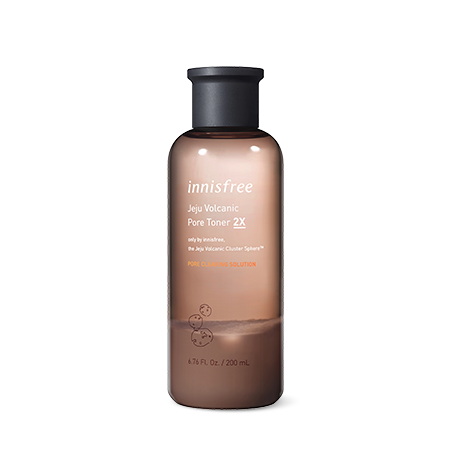 innisfree
Jeju Volcanic
Pore Toner 2X
only by innisfree,
the Jeju Volcanic Cluster Sphere™
SOLUTION
6.76 Fl. Oz. / 200 mL